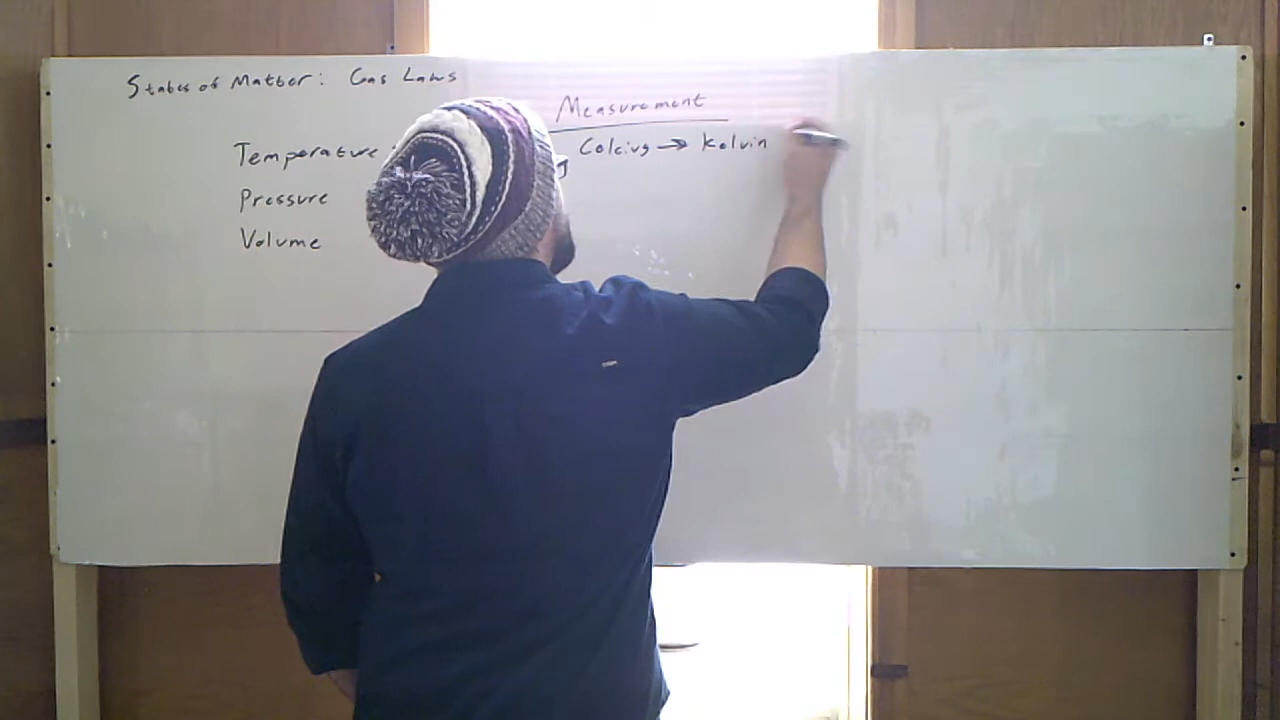 States of Matter: Gas Laws
Measurement
Temperature: Celcius → Kelvin
Pressure
Volume